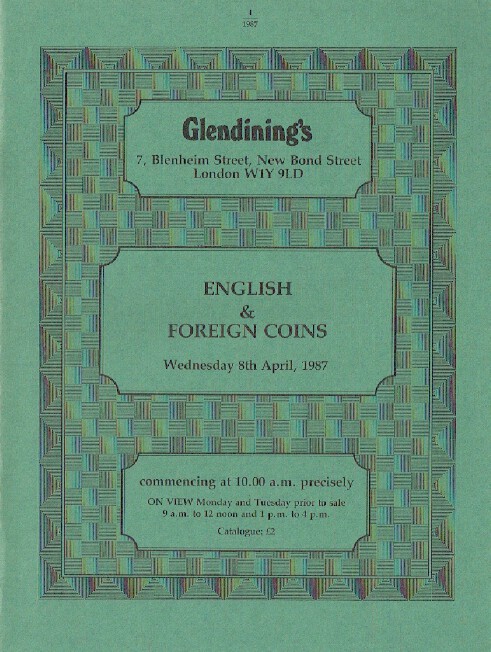 4
1987
Glendining's
7, Blenheim Street, New Bond Street
London W1Y 9LD
ENGLISH
&
FOREIGN COINS
Wednesday 8th April, 1987
commencing at 10.00 a.m. precisely
ON VIEW Monday and Tuesday prior to sale
9 a.m. to 12 noon and 1 p.m. to 4 p.m.
Catalogue: £2